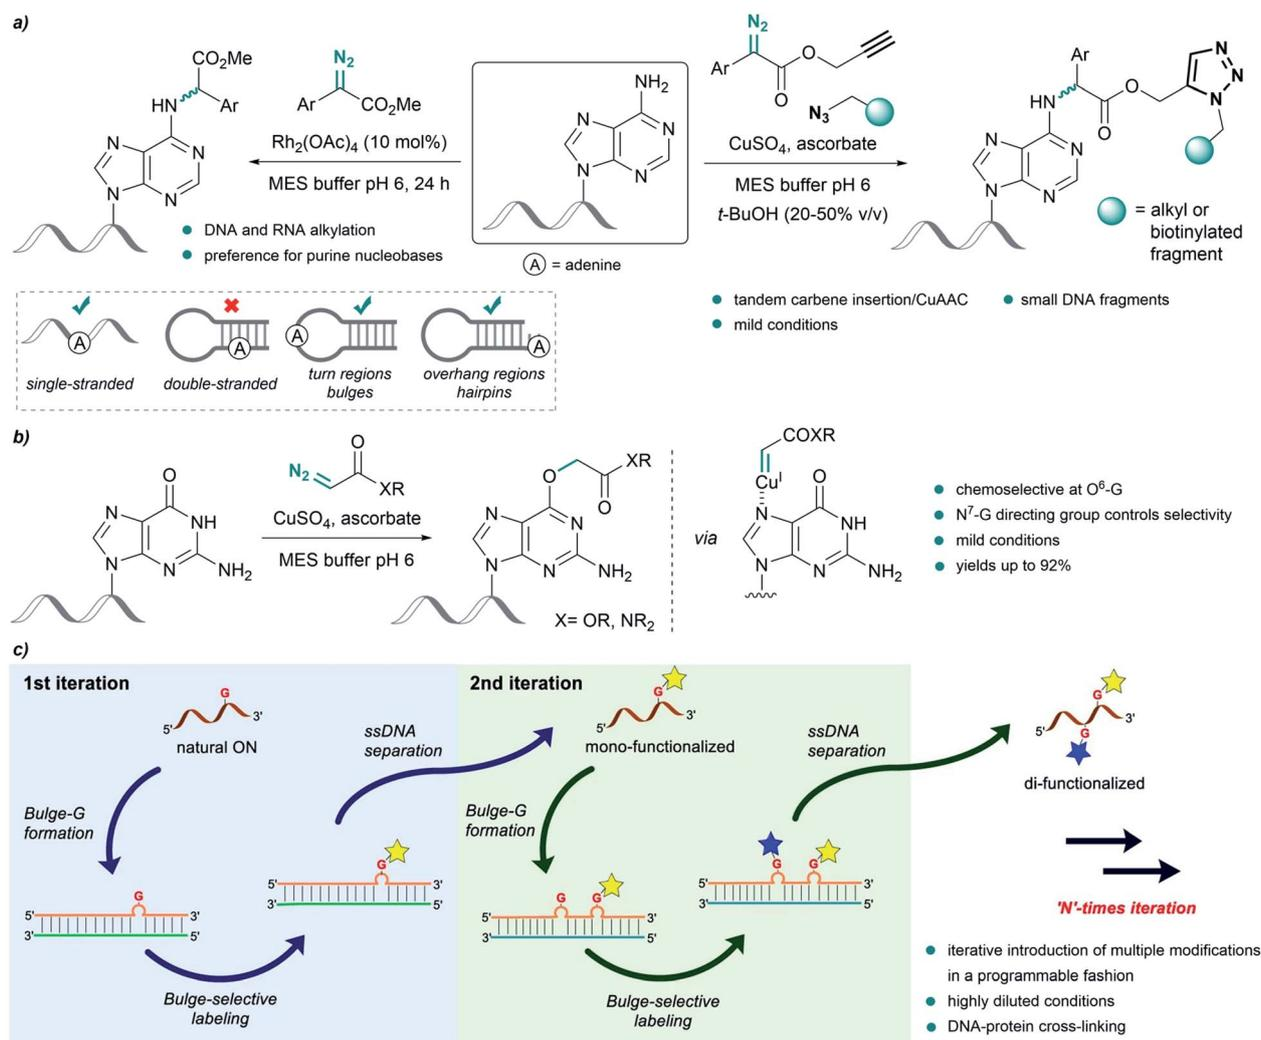 a)
CO₂Me
HN
Ar
N
N
N
N
N₂
Ar
CO₂Me
Rh₂(OAc)₄ (10 mol%)
MES buffer pH 6, 24 h
DNA and RNA alkylation
preference for purine nucleobases
NH₂
N
N
N
N
A = adenine
N₂
Ar
O
O
N₃
CuSO₄, ascorbate
MES buffer pH 6
t-BuOH (20-50% v/v)
Ar
HN
O
O
N
N
N
N
N
N
N
= alkyl or
biotinylated
fragment
tandem carbene insertion/CuAAC
small DNA fragments
mild conditions
A
A
A
A
single-stranded
double-stranded
turn regions
bulges
overhang regions
hairpins
b)
O
N
NH
N
N
NH₂
N₂
O
XR
CuSO₄, ascorbate
MES buffer pH 6
O
XR
O
N
N
N
N
NH₂
X= OR, NR₂
via
COXR
Cuᴵ
O
N
NH
N
N
NH₂
chemoselective at O⁶-G
N⁷-G directing group controls selectivity
mild conditions
yields up to 92%
c)
1st iteration
G
5'
3'
natural ON
Bulge-G
formation
G
5'
3'
3'
5'
Bulge-selective
labeling
G
5'
3'
3'
5'
ssDNA
separation
2nd iteration
G
5'
3'
mono-functionalized
Bulge-G
formation
G
G
5'
3'
3'
5'
Bulge-selective
labeling
G
G
5'
3'
3'
5'
ssDNA
separation
G
5'
3'
G
di-functionalized
'N'-times iteration
iterative introduction of multiple modifications
in a programmable fashion
highly diluted conditions
DNA-protein cross-linking